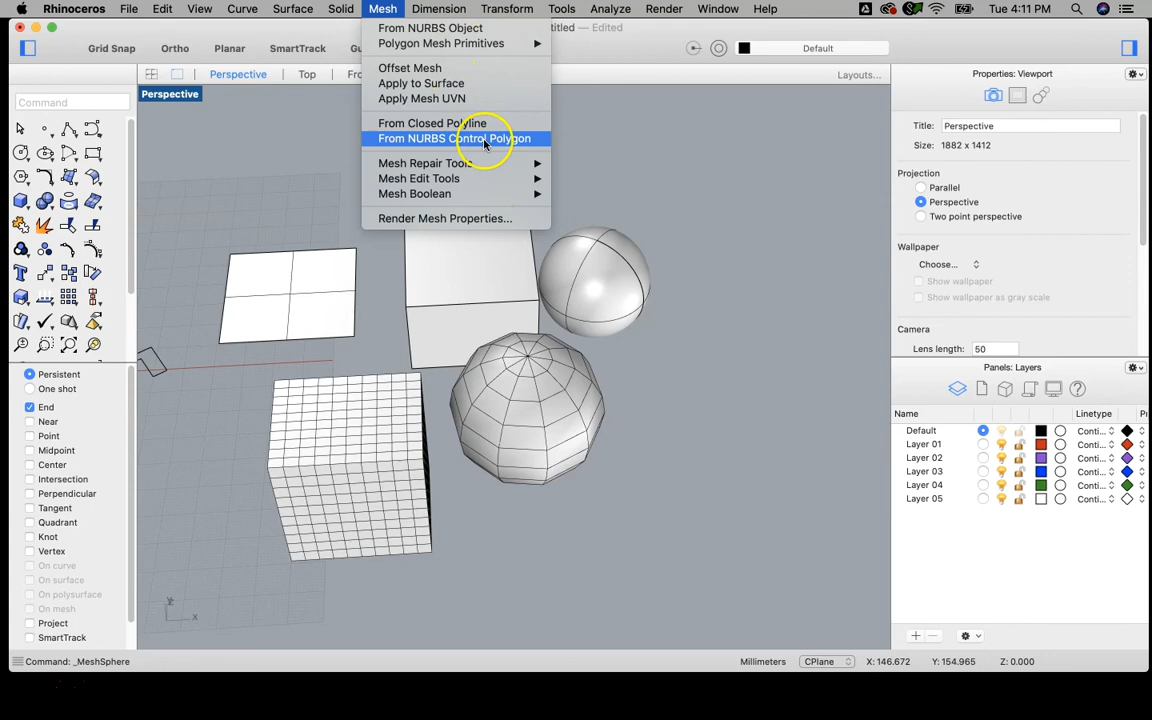 Rhinoceros File Edit View Curve Surface Solid Mesh Dimension Transform Tools Analyze Render Window Help Tue 4:11 PM
From NURBS Object
Polygon Mesh Primitives
Offset Mesh
Apply to Surface
Apply Mesh UVN
From Closed Polyline
From NURBS Control Polygon
Mesh Repair Tools
Mesh Edit Tools
Mesh Boolean
Render Mesh Properties...
titled — Edited
Grid Snap Ortho Planar SmartTrack Gu
Default
Perspective Top Fro Layouts...
Perspective
Command
Persistent
One shot
End
Near
Point
Midpoint
Center
Intersection
Perpendicular
Tangent
Quadrant
Knot
Vertex
On curve
On surface
On polysurface
On mesh
Project
SmartTrack
x
Properties: Viewport
Title: Perspective
Size: 1882 x 1412
Projection
Parallel
Perspective
Two point perspective
Wallpaper
Choose...
Show wallpaper
Show wallpaper as gray scale
Camera
Lens length: 50
Panels: Layers
Name Linetype Pr
Default Conti...
Layer 01 Conti...
Layer 02 Conti...
Layer 03 Conti...
Layer 04 Conti...
Layer 05 Conti...
Command: _MeshSphere
Millimeters CPlane X: 146.672 Y: 154.965 Z: 0.000